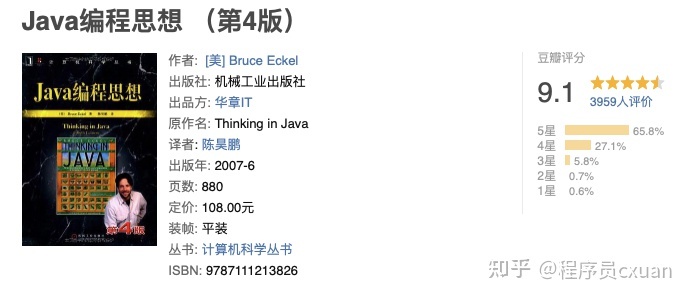 Java编程思想 （第4版）
计算机科学丛书
Java编程思想
Thinking in Java
THINKING IN
JAVA
第4版
作者: [美] Bruce Eckel
出版社: 机械工业出版社
出品方: 华章IT
原作名: Thinking in Java
译者: 陈昊鹏
出版年: 2007-6
页数: 880
定价: 108.00元
装帧: 平装
丛书: 计算机科学丛书
ISBN: 9787111213826
豆瓣评分
9.1
3959人评价
5星 65.8%
4星 27.1%
3星 5.8%
2星 0.7%
1星 0.6%
知乎 @程序员cxuan